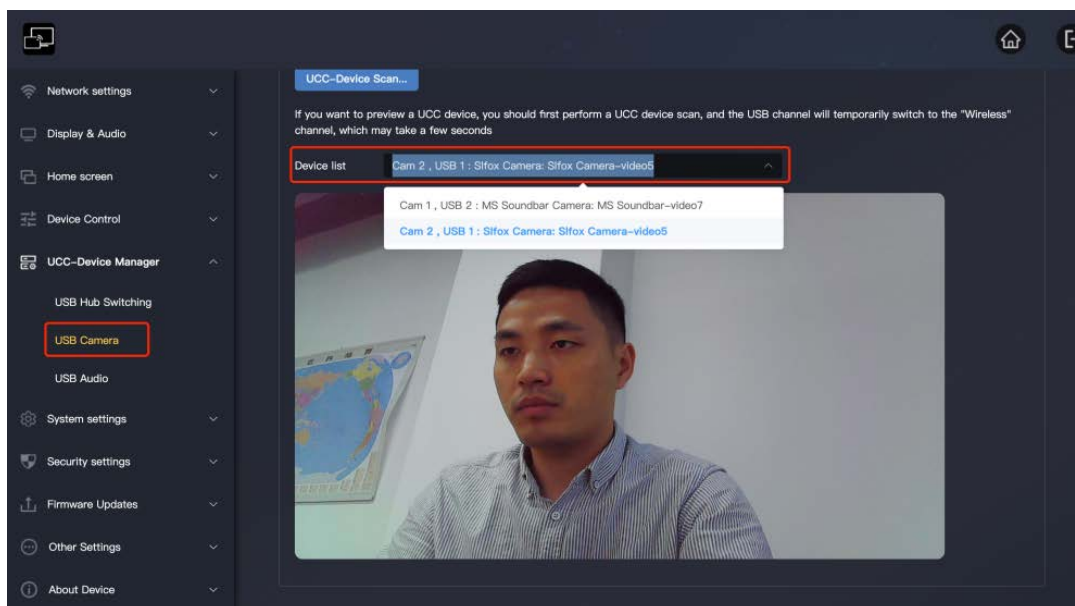 UCC-Device Scan...
Network settings
If you want to preview a UCC device, you should first perform a UCC device scan, and the USB channel will temporarily switch to the "Wireless"
channel, which may take a few seconds
Display & Audio
Device list
Cam 2 , USB 1 : Slfox Camera: Slfox Camera-video5
Home screen
Cam 1 , USB 2 : MS Soundbar Camera: MS Soundbar-video7
Device Control
Cam 2 , USB 1 : Slfox Camera: Slfox Camera-video5
UCC-Device Manager
USB Hub Switching
USB Camera
USB Audio
System settings
Security settings
Firmware Updates
Other Settings
About Device